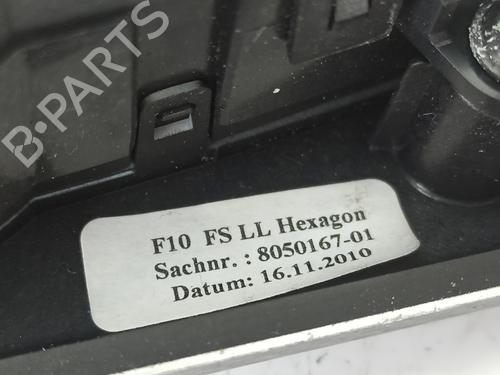 B-PARTS
F10 FS LL Hexagon
Sachnr. : 8050167-01
Datum: 16.11.2010